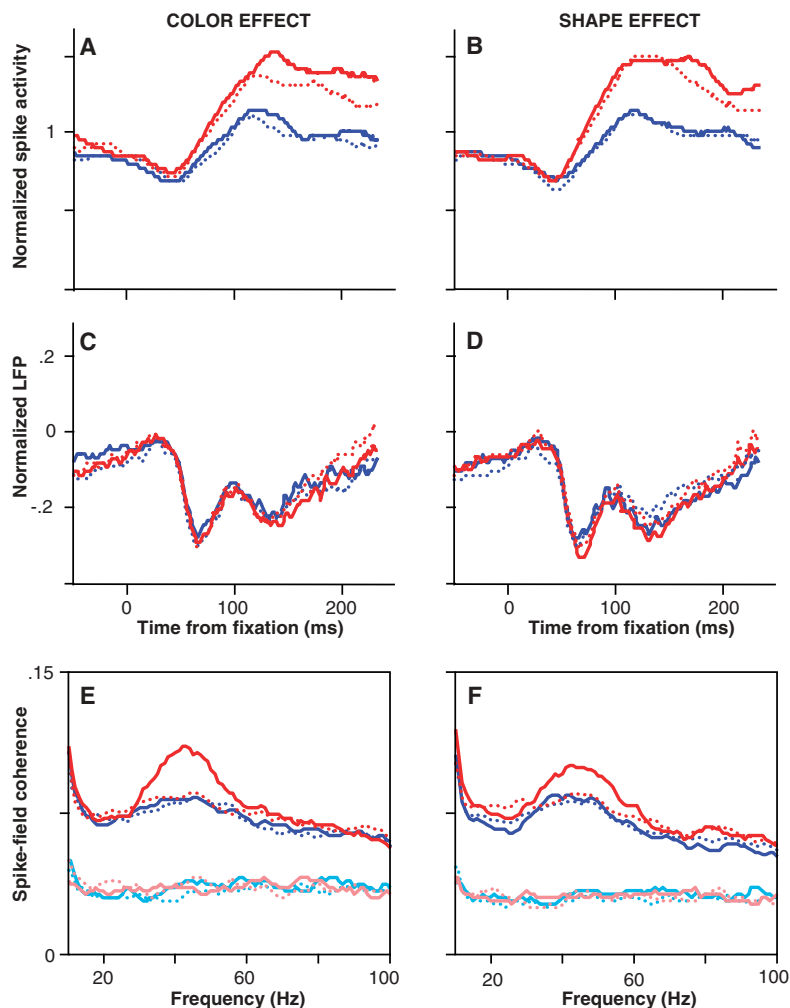 COLOR EFFECT
SHAPE EFFECT
A
B
Normalized spike activity
1
C
D
Normalized LFP
.2
0
-.2
0 100 200
0 100 200
Time from fixation (ms)
Time from fixation (ms)
E
F
Spike-field coherence
.15
0
20 60 100
20 60 100
Frequency (Hz)
Frequency (Hz)